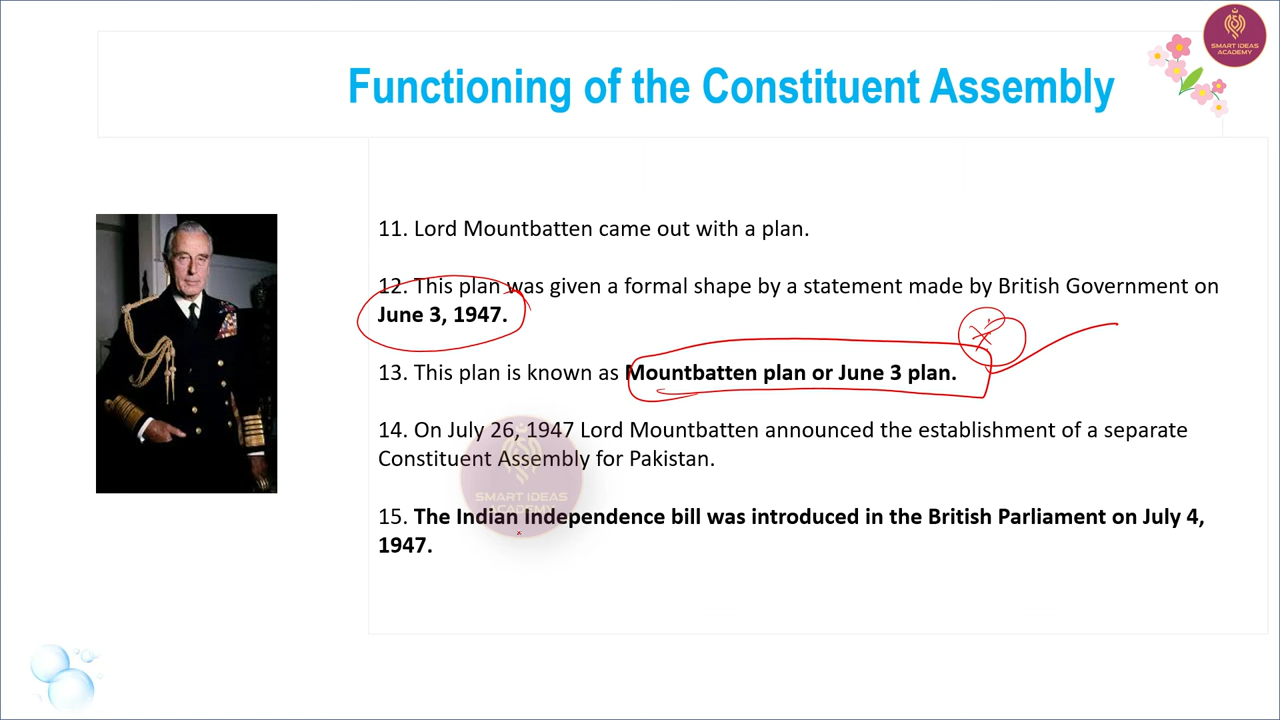 SMART IDEAS
ACADEMY
Functioning of the Constituent Assembly
11. Lord Mountbatten came out with a plan.
12. This plan was given a formal shape by a statement made by British Government on
June 3, 1947.
13. This plan is known as Mountbatten plan or June 3 plan.
14. On July 26, 1947 Lord Mountbatten announced the establishment of a separate
Constituent Assembly for Pakistan.
SMART IDEAS
ACADEMY
15. The Indian Independence bill was introduced in the British Parliament on July 4,
1947.